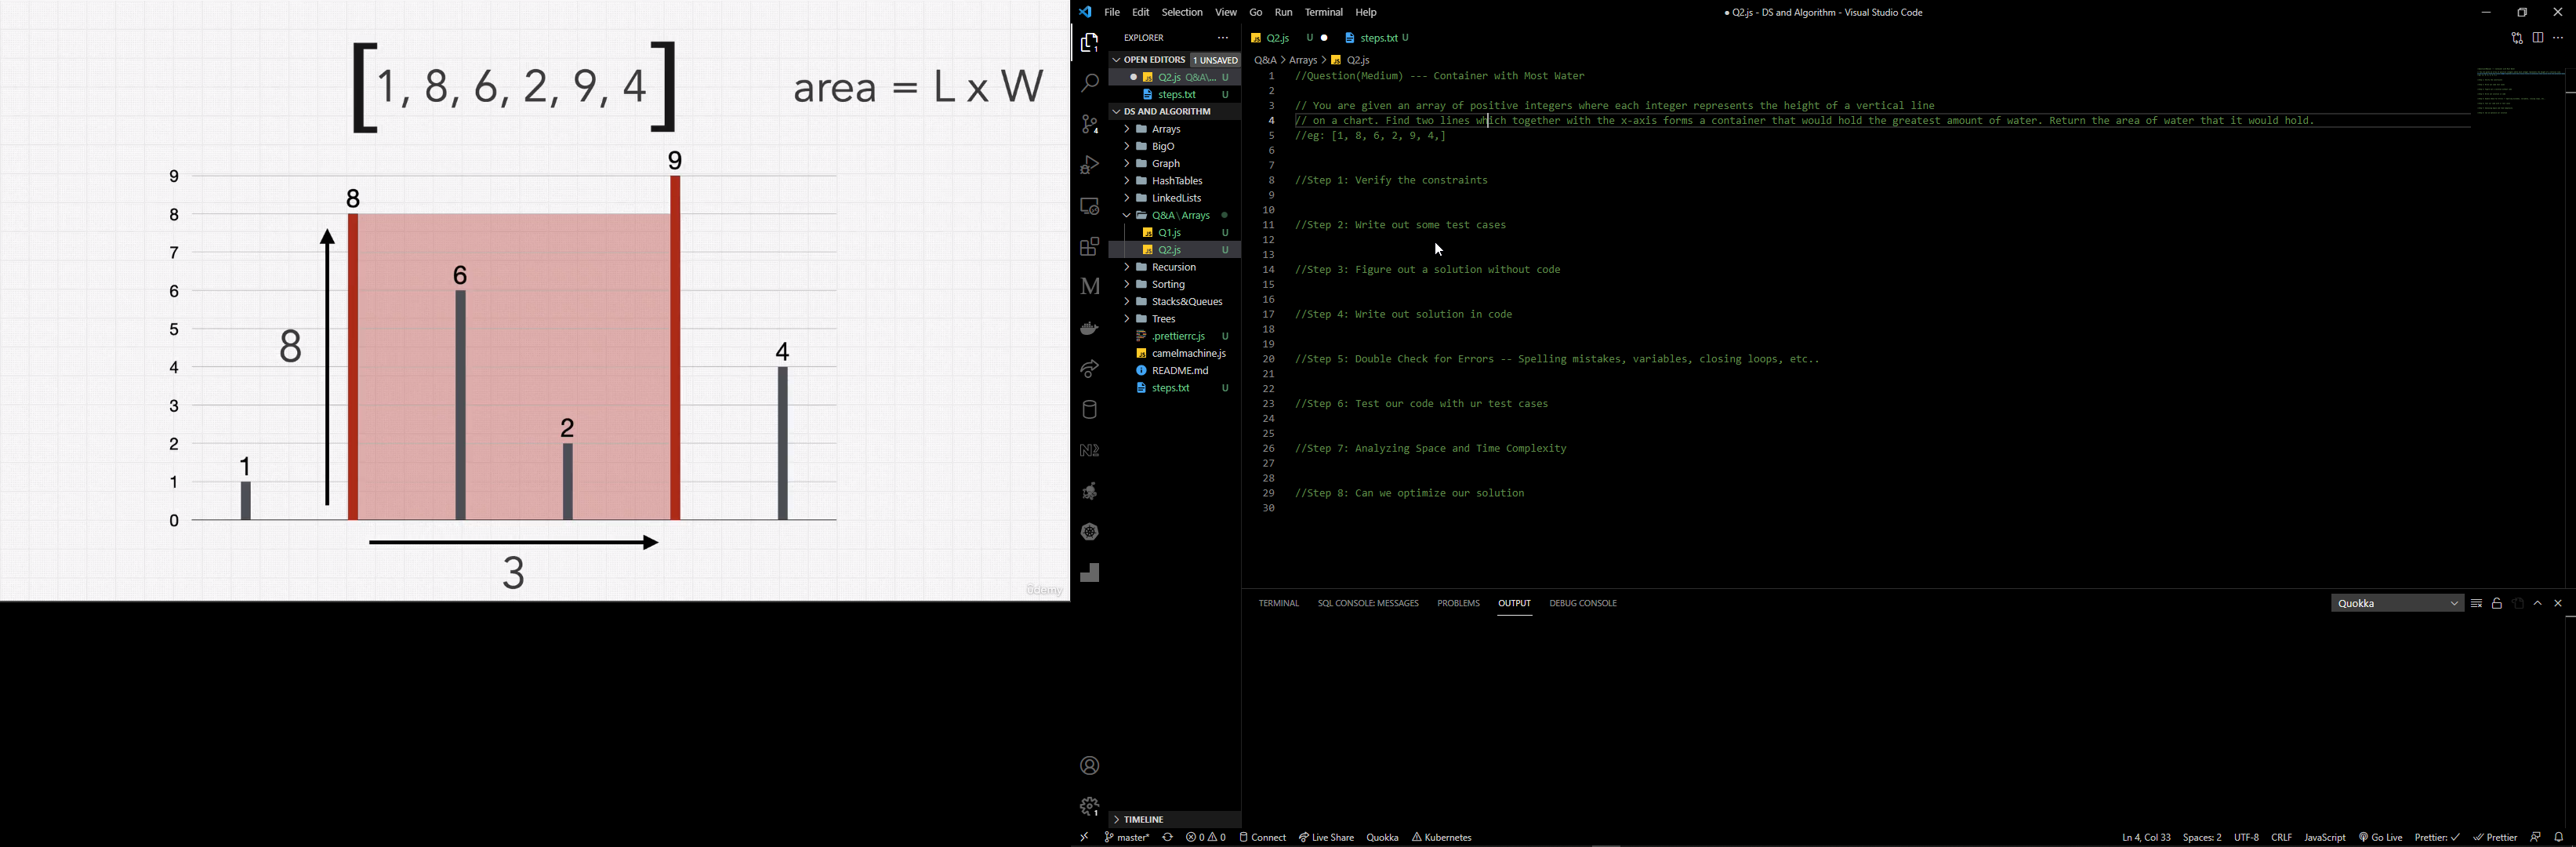 [1, 8, 6, 2, 9, 4]
area = L x W
9
8
7
6
5
4
3
2
1
0
1
8
6
2
9
4
8
3
ûdemy
File Edit Selection View Go Run Terminal Help
● Q2.js - DS and Algorithm - Visual Studio Code
EXPLORER
OPEN EDITORS 1 UNSAVED
Q2.js Q&A\... U
steps.txt U
DS AND ALGORITHM
Arrays
BigO
Graph
HashTables
LinkedLists
Q&A\Arrays
Q1.js U
Q2.js U
Recursion
Sorting
Stacks&Queues
Trees
.prettierrc.js U
camelmachine.js
README.md
steps.txt U
TIMELINE
Q2.js U
steps.txt U
Q&A > Arrays > Q2.js
1 //Question(Medium) --- Container with Most Water
2
3 // You are given an array of positive integers where each integer represents the height of a vertical line
4 // on a chart. Find two lines which together with the x-axis forms a container that would hold the greatest amount of water. Return the area of water that it would hold.
5 //eg: [1, 8, 6, 2, 9, 4,]
6
7
8 //Step 1: Verify the constraints
9
10
11 //Step 2: Write out some test cases
12
13
14 //Step 3: Figure out a solution without code
15
16
17 //Step 4: Write out solution in code
18
19
20 //Step 5: Double Check for Errors -- Spelling mistakes, variables, closing loops, etc..
21
22
23 //Step 6: Test our code with ur test cases
24
25
26 //Step 7: Analyzing Space and Time Complexity
27
28
29 //Step 8: Can we optimize our solution
30
TERMINAL SQL CONSOLE: MESSAGES PROBLEMS OUTPUT DEBUG CONSOLE
Quokka
master* 0 0 Connect Live Share Quokka Kubernetes
Ln 4, Col 33 Spaces: 2 UTF-8 CRLF JavaScript Go Live Prettier: ✓ Prettier